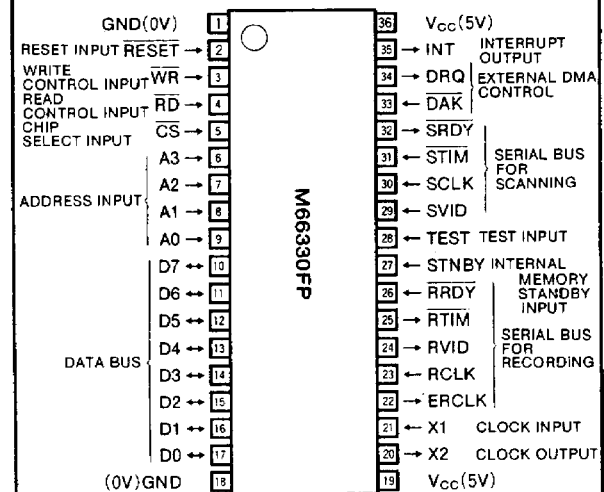 GND(0V) 1
RESET INPUT RESET → 2
WRITE
CONTROL INPUT WR → 3
READ
CONTROL INPUT RD → 4
CHIP
SELECT INPUT CS → 5
ADDRESS INPUT
A3 → 6
A2 → 7
A1 → 8
A0 → 9
DATA BUS
D7 ↔ 10
D6 ↔ 11
D5 ↔ 12
D4 ↔ 13
D3 ↔ 14
D2 ↔ 15
D1 ↔ 16
D0 ↔ 17
(0V)GND 18
M66330FP
36 VCC(5V)
35 → INT INTERRUPT
OUTPUT
34 → DRQ
33 ← DAK
EXTERNAL DMA
CONTROL
32 → SRDY
31 ← STIM
30 ← SCLK
29 ← SVID
SERIAL BUS
FOR
SCANNING
28 ← TEST TEST INPUT
27 ← STNBY INTERNAL
MEMORY
STANDBY
INPUT
26 ← RRDY
25 → RTIM
24 → RVID
23 ← RCLK
22 → ERCLK
SERIAL BUS
FOR
RECORDING
21 ← X1 CLOCK INPUT
20 → X2 CLOCK OUTPUT
19 VCC(5V)